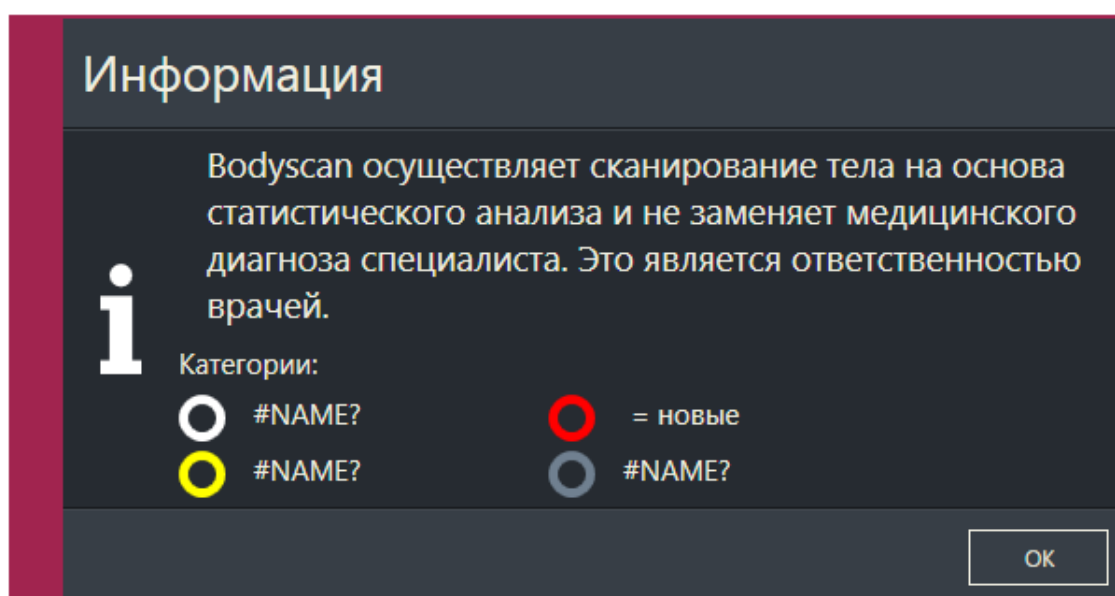 Информация
Bodyscan осуществляет сканирование тела на основа
статистического анализа и не заменяет медицинского
диагноза специалиста. Это является ответственностью
врачей.
Категории:
#NAME? = новые
#NAME? #NAME?
ОК